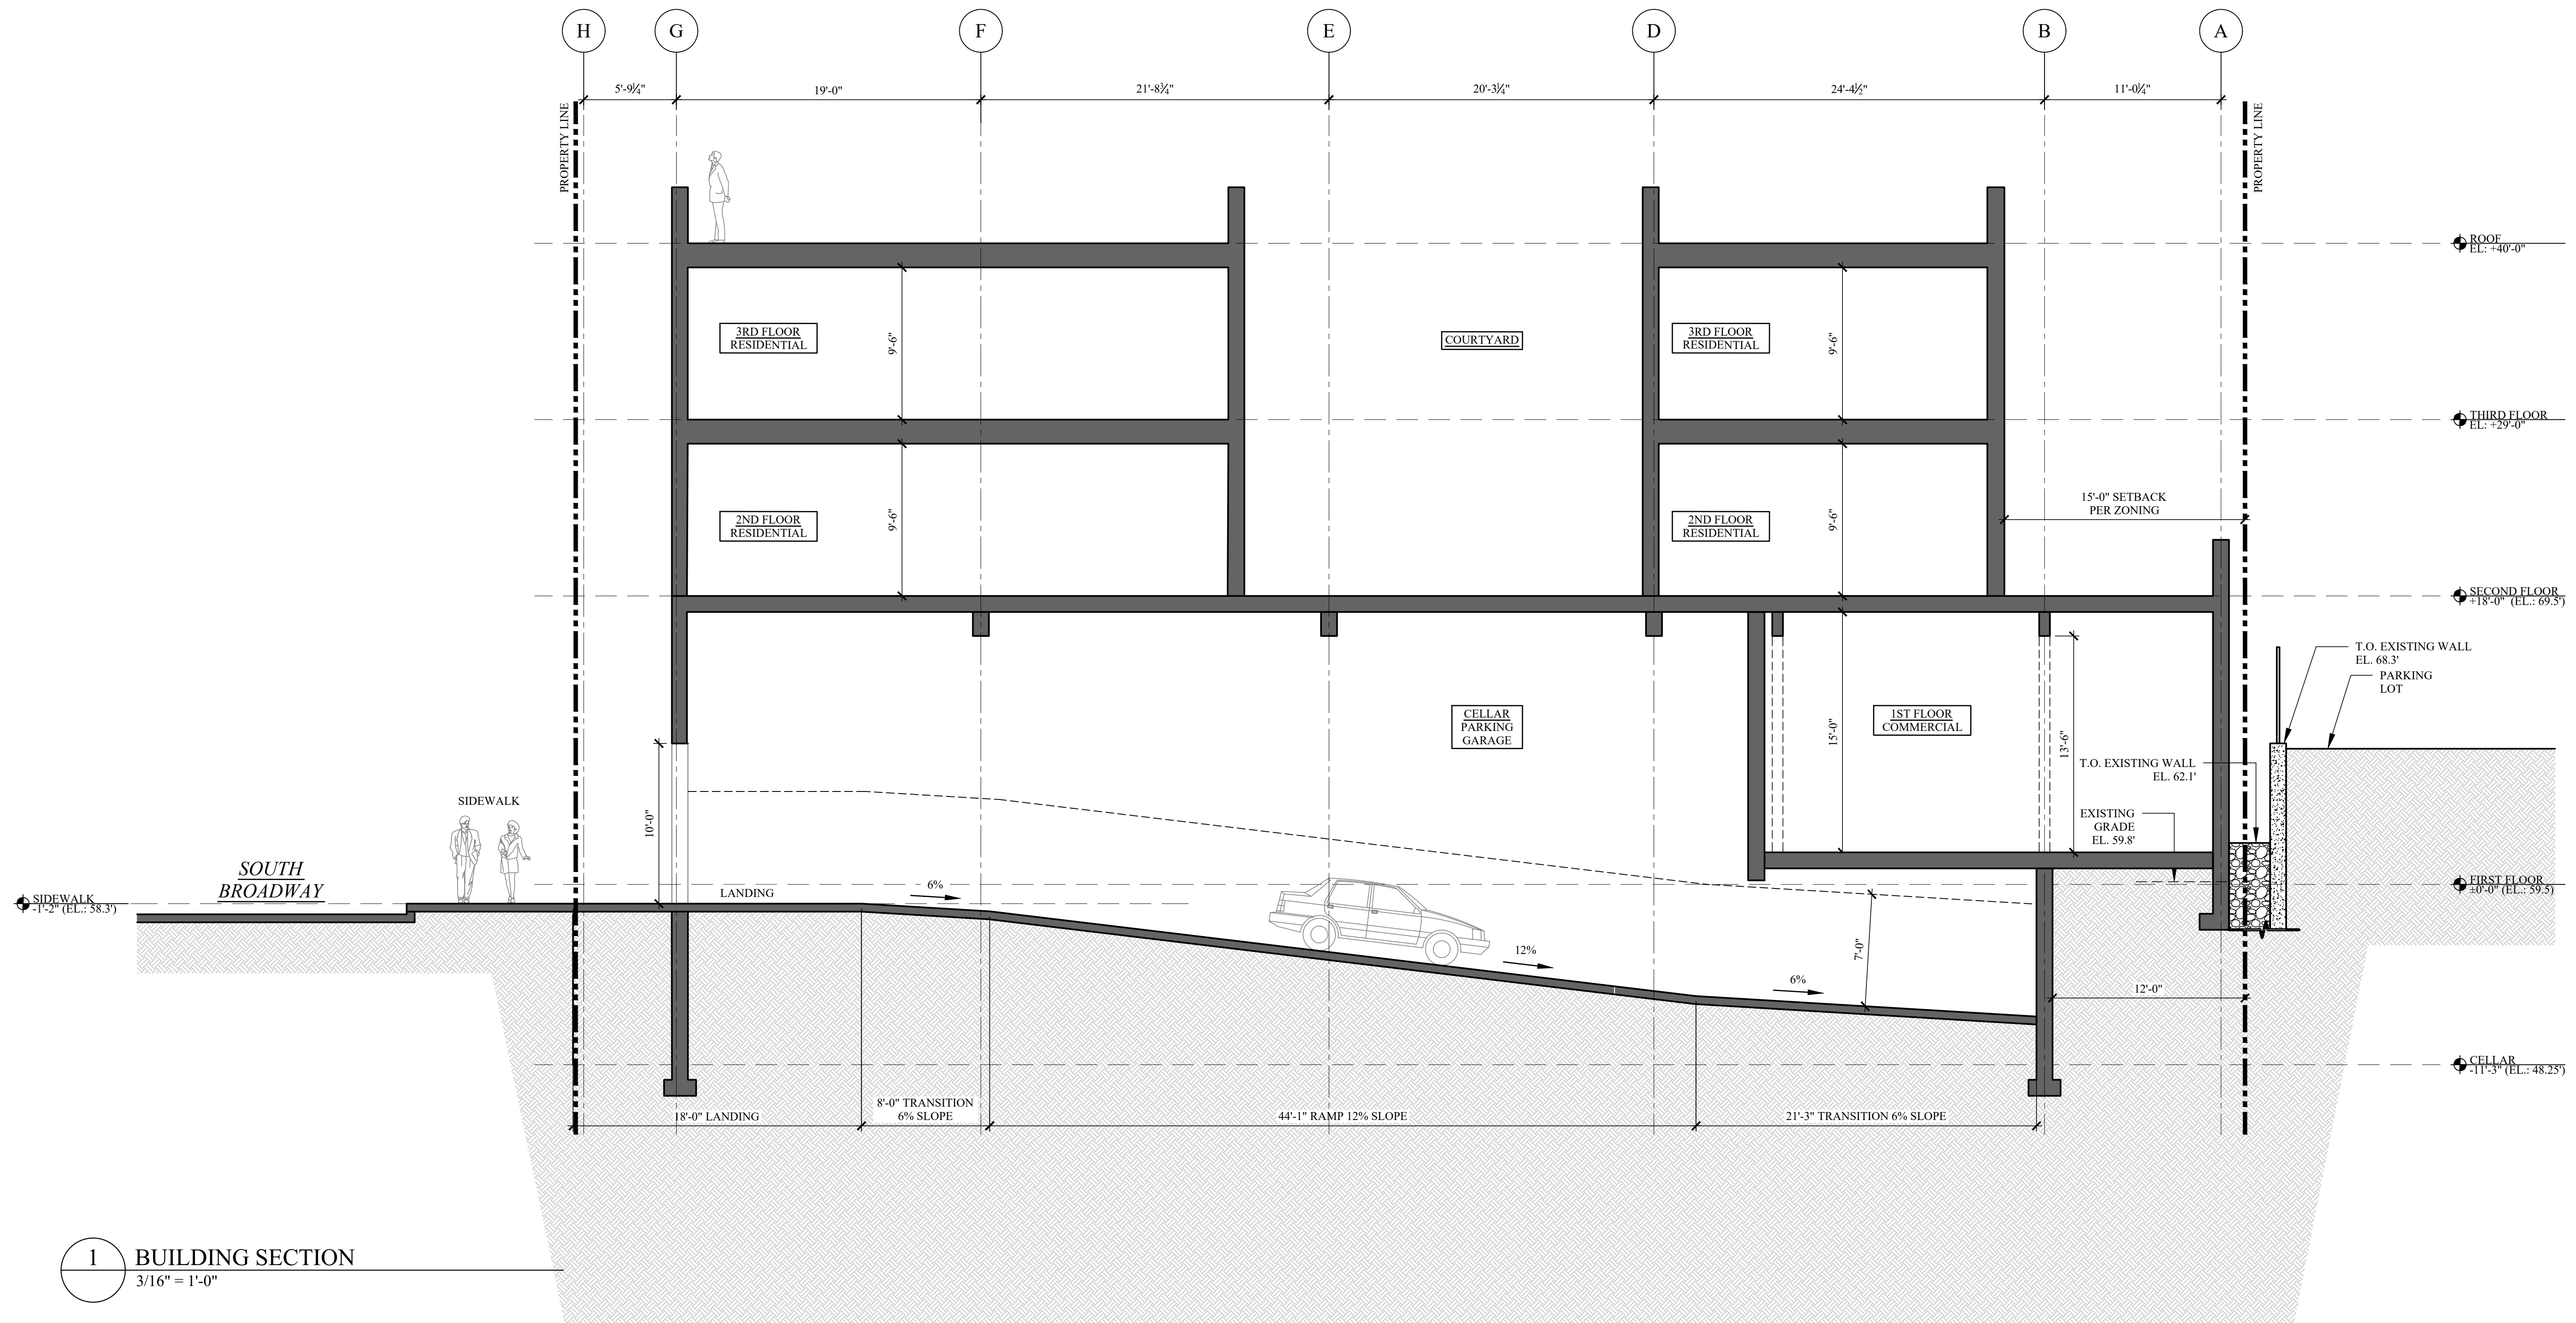 H
G
F
E
D
B
A
5'-9¼"
19'-0"
21'-8¾"
20'-3¼"
24'-4½"
11'-0¼"
PROPERTY LINE
PROPERTY LINE
ROOF
EL: +40'-0"
3RD FLOOR
RESIDENTIAL
9'-6"
COURTYARD
3RD FLOOR
RESIDENTIAL
9'-6"
THIRD FLOOR
EL: +29'-0"
2ND FLOOR
RESIDENTIAL
9'-6"
2ND FLOOR
RESIDENTIAL
9'-6"
15'-0" SETBACK
PER ZONING
SECOND FLOOR
+18'-0" (EL.: 69.5')
T.O. EXISTING WALL
EL. 68.3'
PARKING
LOT
CELLAR
PARKING
GARAGE
15'-0"
1ST FLOOR
COMMERCIAL
13'-6"
T.O. EXISTING WALL
EL. 62.1'
EXISTING
GRADE
EL. 59.8'
SIDEWALK
10'-0"
SOUTH
BROADWAY
SIDEWALK
-1'-2" (EL.: 58.3')
LANDING
6%
FIRST FLOOR
±0'-0" (EL.: 59.5)
12%
6%
7'-0"
12'-0"
CELLAR
-11'-3" (EL.: 48.25')
18'-0" LANDING
8'-0" TRANSITION
6% SLOPE
44'-1" RAMP 12% SLOPE
21'-3" TRANSITION 6% SLOPE
1
BUILDING SECTION
3/16" = 1'-0"